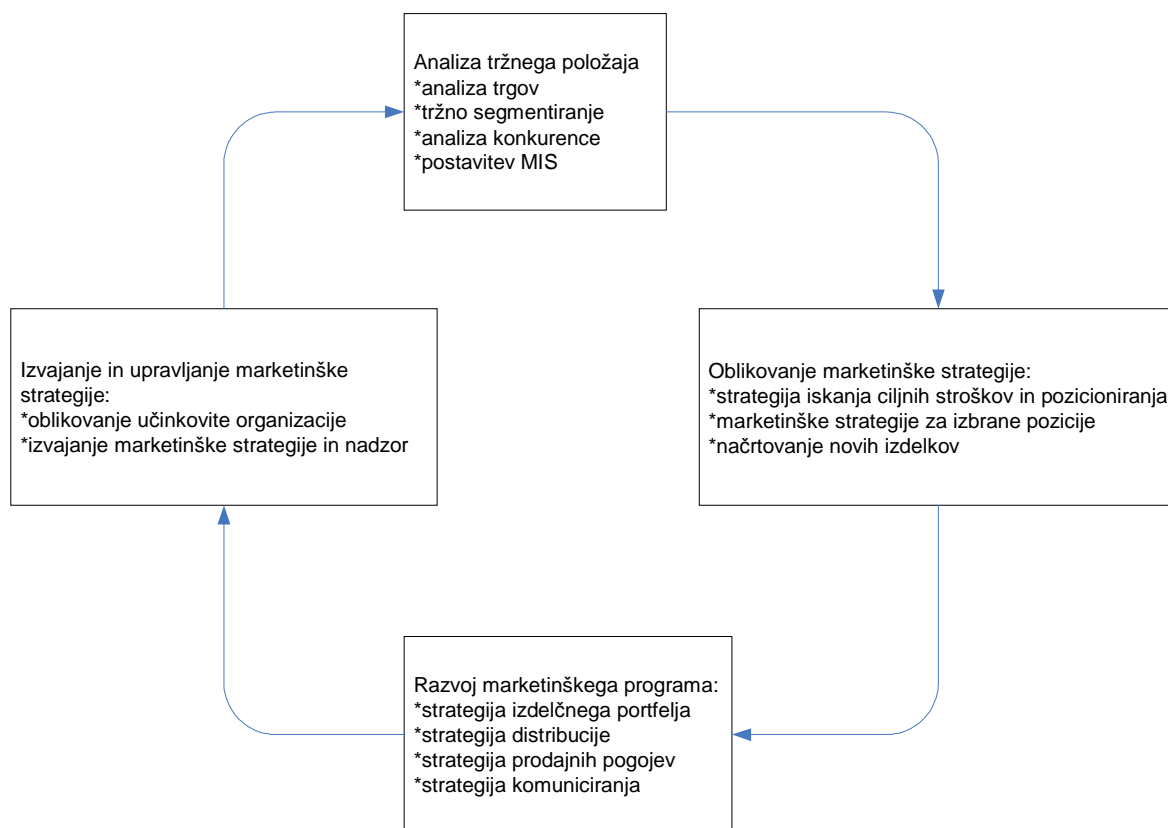 Analiza tržnega položaja
*analiza trgov
*tržno segmentiranje
*analiza konkurence
*postavitev MIS
Oblikovanje marketinške strategije:
*strategija iskanja ciljnih stroškov in pozicioniranja
*marketinške strategije za izbrane pozicije
*načrtovanje novih izdelkov
Razvoj marketinškega programa:
*strategija izdelčnega portfelja
*strategija distribucije
*strategija prodajnih pogojev
*strategija komuniciranja
Izvajanje in upravljanje marketinške
strategije:
*oblikovanje učinkovite organizacije
*izvajanje marketinške strategije in nadzor